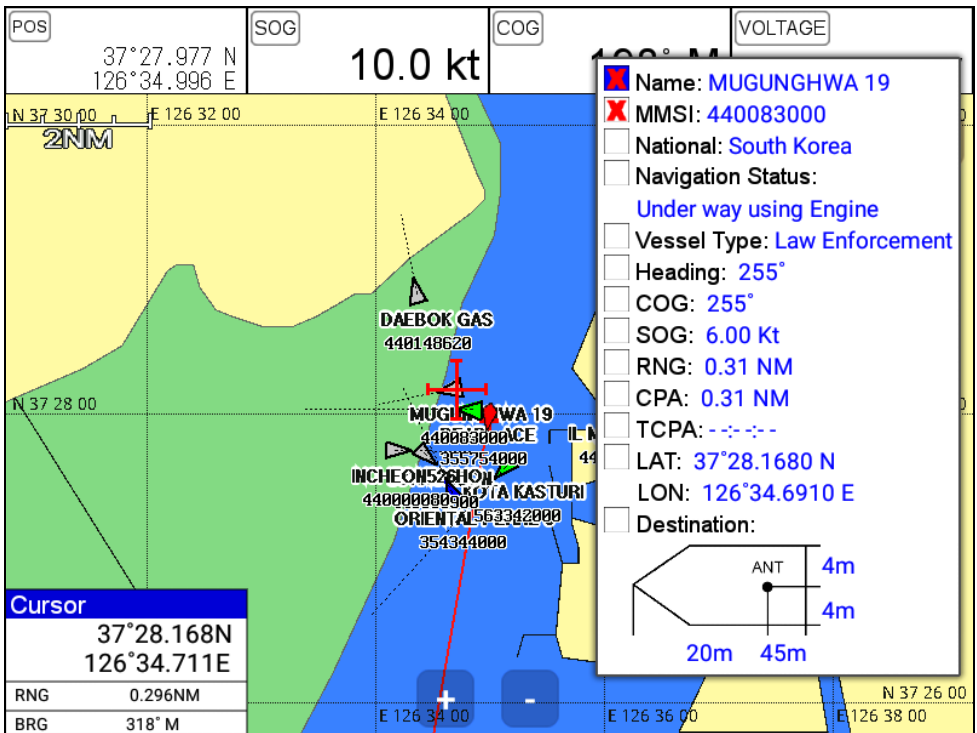 POS
37°27.977 N
126°34.996 E
SOG
10.0 kt
COG
VOLTAGE
N 37 30 00
E 126 32 00
E 126 34 00
2NM
DAEBOK GAS
440148620
N 37 28 00
MUGUNGHWA 19
440083000
355754000
INCHEON526HO
KOTA KASTURI
563342000
ORIENTAL
354344000
Name: MUGUNGHWA 19
MMSI: 440083000
National: South Korea
Navigation Status:
Under way using Engine
Vessel Type: Law Enforcement
Heading: 255°
COG: 255°
SOG: 6.00 Kt
RNG: 0.31 NM
CPA: 0.31 NM
TCPA: - -:- -:- -
LAT: 37°28.1680 N
LON: 126°34.6910 E
Destination:
ANT
4m
4m
20m 45m
Cursor
37°28.168N
126°34.711E
RNG 0.296NM
BRG 318° M
+
-
N 37 26 00
E 126 34 00
E 126 36 00
E 126 38 00